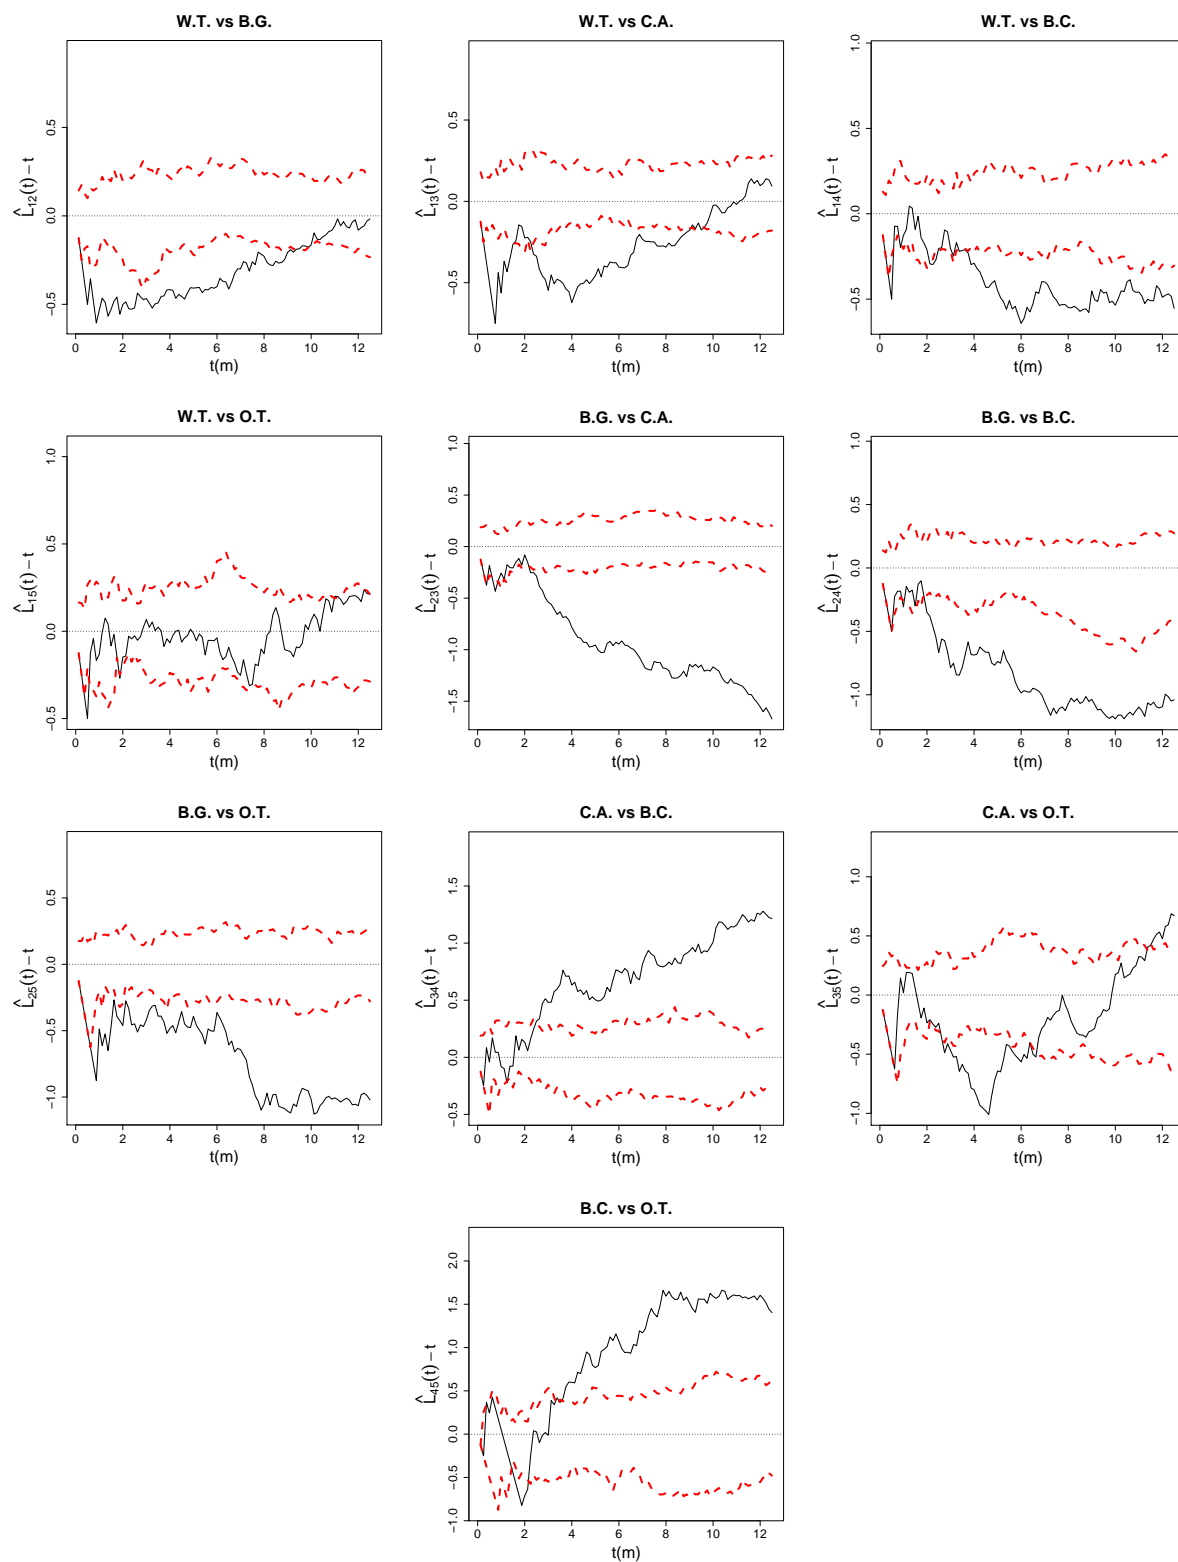 W.T. vs B.G.
L̂12(t) − t
0.5
0.0
−0.5
0 2 4 6 8 10 12
t(m)
W.T. vs C.A.
L̂13(t) − t
0.5
0.0
−0.5
0 2 4 6 8 10 12
t(m)
W.T. vs B.C.
L̂14(t) − t
1.0
0.5
0.0
−0.5
0 2 4 6 8 10 12
t(m)
W.T. vs O.T.
L̂15(t) − t
1.0
0.5
0.0
−0.5
0 2 4 6 8 10 12
t(m)
B.G. vs C.A.
L̂23(t) − t
1.0
0.5
0.0
−0.5
−1.0
−1.5
0 2 4 6 8 10 12
t(m)
B.G. vs B.C.
L̂24(t) − t
1.0
0.5
0.0
−0.5
−1.0
0 2 4 6 8 10 12
t(m)
B.G. vs O.T.
L̂25(t) − t
0.5
0.0
−0.5
−1.0
0 2 4 6 8 10 12
t(m)
C.A. vs B.C.
L̂34(t) − t
1.5
1.0
0.5
0.0
−0.5
0 2 4 6 8 10 12
t(m)
C.A. vs O.T.
L̂35(t) − t
1.0
0.5
0.0
−0.5
−1.0
0 2 4 6 8 10 12
t(m)
B.C. vs O.T.
L̂45(t) − t
2.0
1.5
1.0
0.5
0.0
−0.5
−1.0
0 2 4 6 8 10 12
t(m)